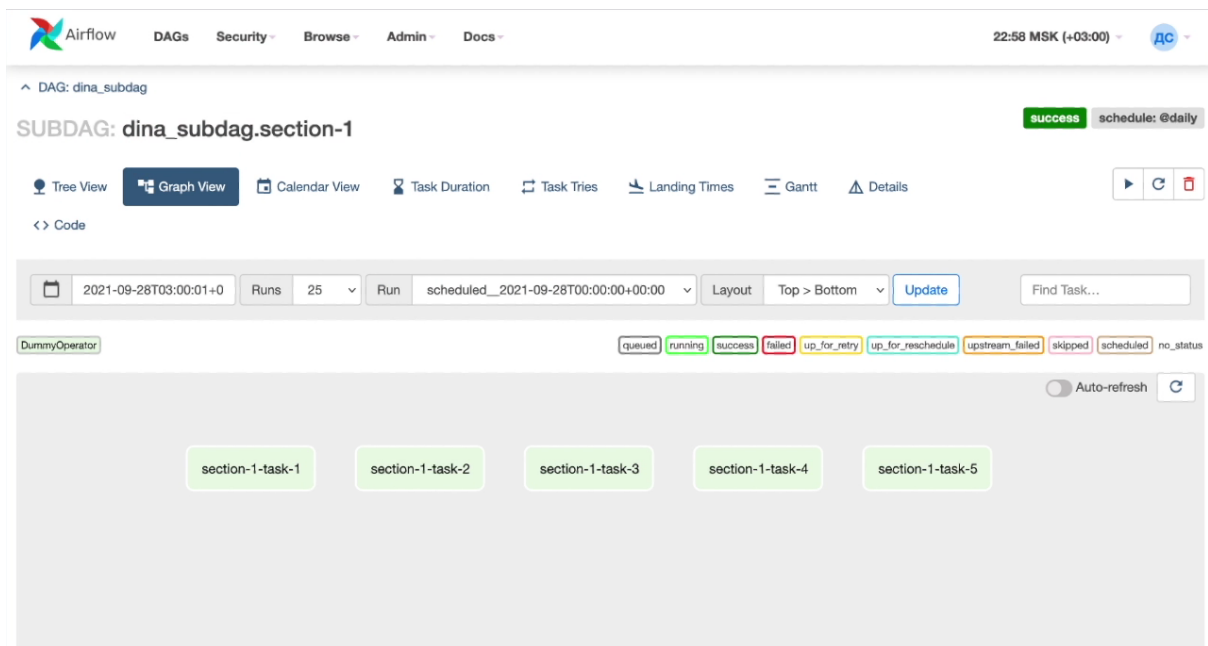 Airflow DAGs Security Browse Admin Docs 22:58 MSK (+03:00) ДС
DAG: dina_subdag
SUBDAG: dina_subdag.section-1 success schedule: @daily
Tree View Graph View Calendar View Task Duration Task Tries Landing Times Gantt Details
<> Code
2021-09-28T03:00:01+0 Runs 25 Run scheduled__2021-09-28T00:00:00+00:00 Layout Top > Bottom Update Find Task...
DummyOperator queued running success failed up_for_retry up_for_reschedule upstream_failed skipped scheduled no_status
Auto-refresh
section-1-task-1 section-1-task-2 section-1-task-3 section-1-task-4 section-1-task-5